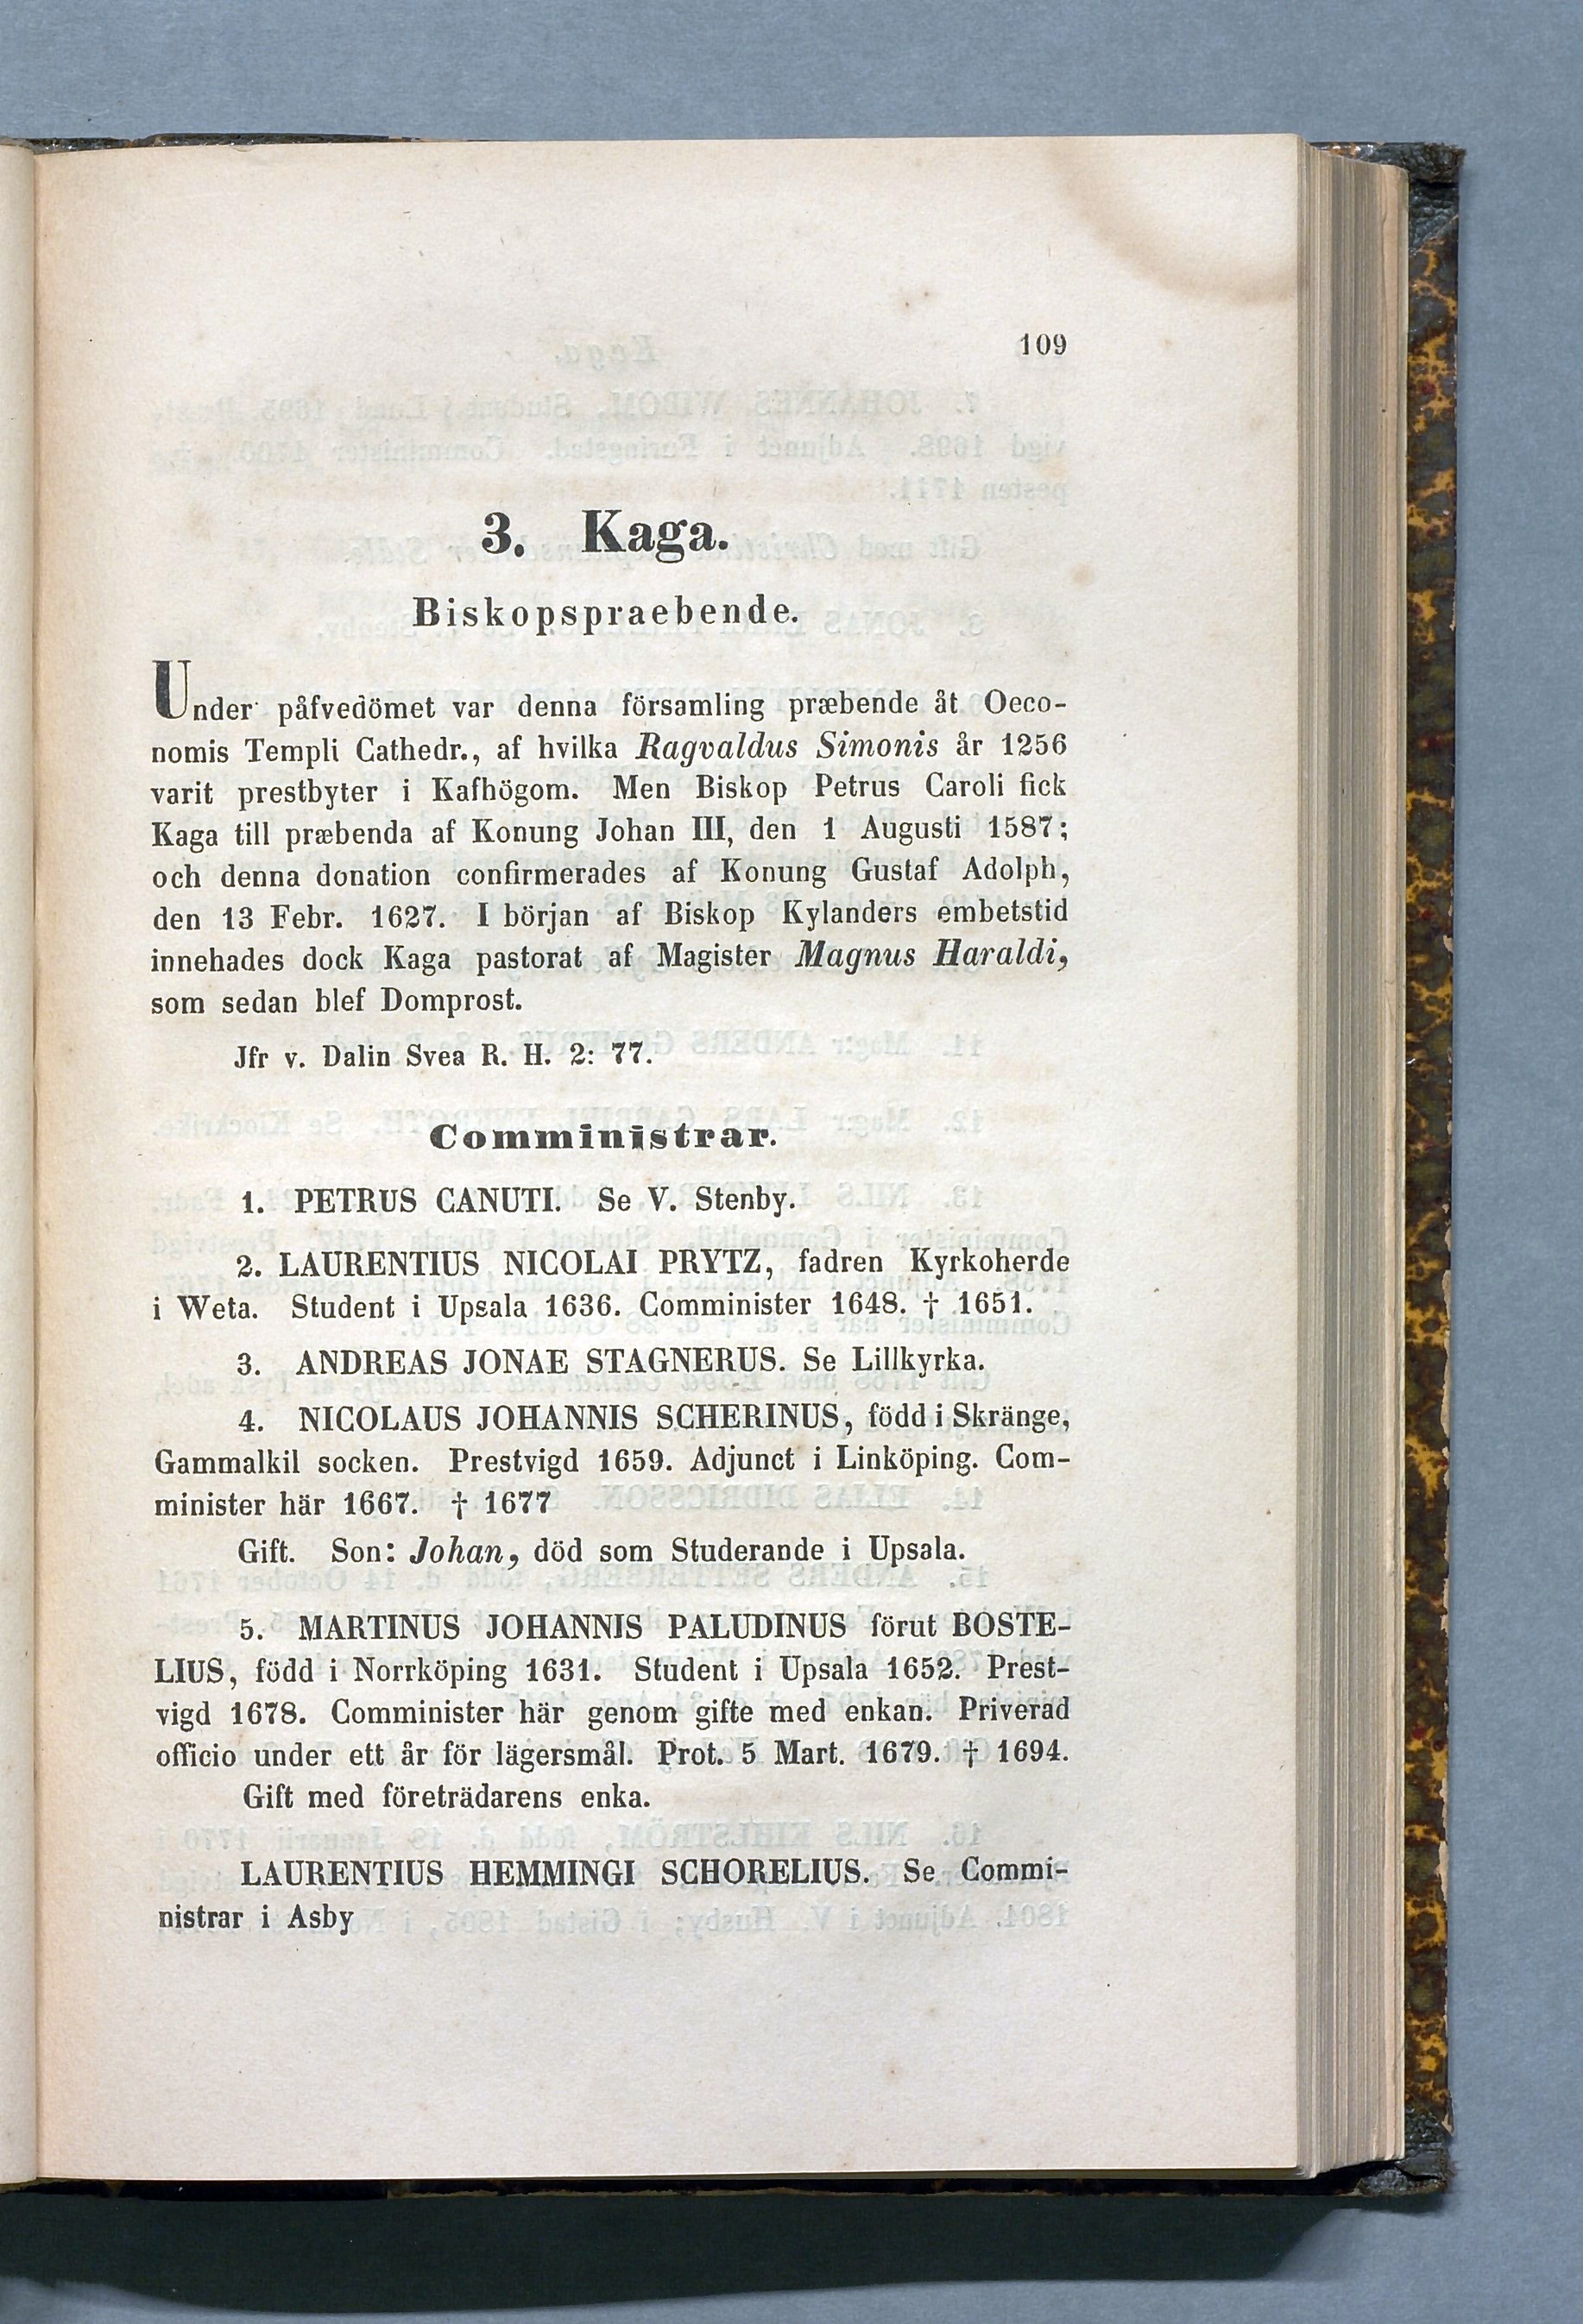 109
3. Kaga.
Biskopspraebende.
Under påfvedömet var denna församling præbende åt Oeco-
nomis Templi Cathedr., af hvilka Ragvaldus Simonis år 1256
varit prestbyter i Kafhögom. Men Biskop Petrus Caroli fick
Kaga till præbenda af Konung Johan III, den 1 Augusti 1587;
och denna donation confirmerades af Konung Gustaf Adolph,
den 13 Febr. 1627. I början af Biskop Kylanders embetstid
innehades dock Kaga pastorat af Magister Magnus Haraldi,
som sedan blef Domprost.
Jfr v. Dalin Svea R. H. 2: 77.
Comministrar.
1. PETRUS CANUTI. Se V. Stenby.
2. LAURENTIUS NICOLAI PRYTZ, fadren Kyrkoherde
i Weta. Student i Upsala 1636. Comminister 1648. † 1651.
3. ANDREAS JONAE STAGNERUS. Se Lillkyrka.
4. NICOLAUS JOHANNIS SCHERINUS, född i Skränge,
Gammalkil socken. Prestvigd 1659. Adjunct i Linköping. Com-
minister här 1667. † 1677
Gift. Son: Johan, död som Studerande i Upsala.
5. MARTINUS JOHANNIS PALUDINUS förut BOSTE-
LIUS, född i Norrköping 1631. Student i Upsala 1652. Prest-
vigd 1678. Comminister här genom gifte med enkan. Priverad
officio under ett år för lägersmål. Prot. 5 Mart. 1679. † 1694.
Gift med företrädarens enka.
LAURENTIUS HEMMINGI SCHORELIUS. Se Commi-
nistrar i Asby